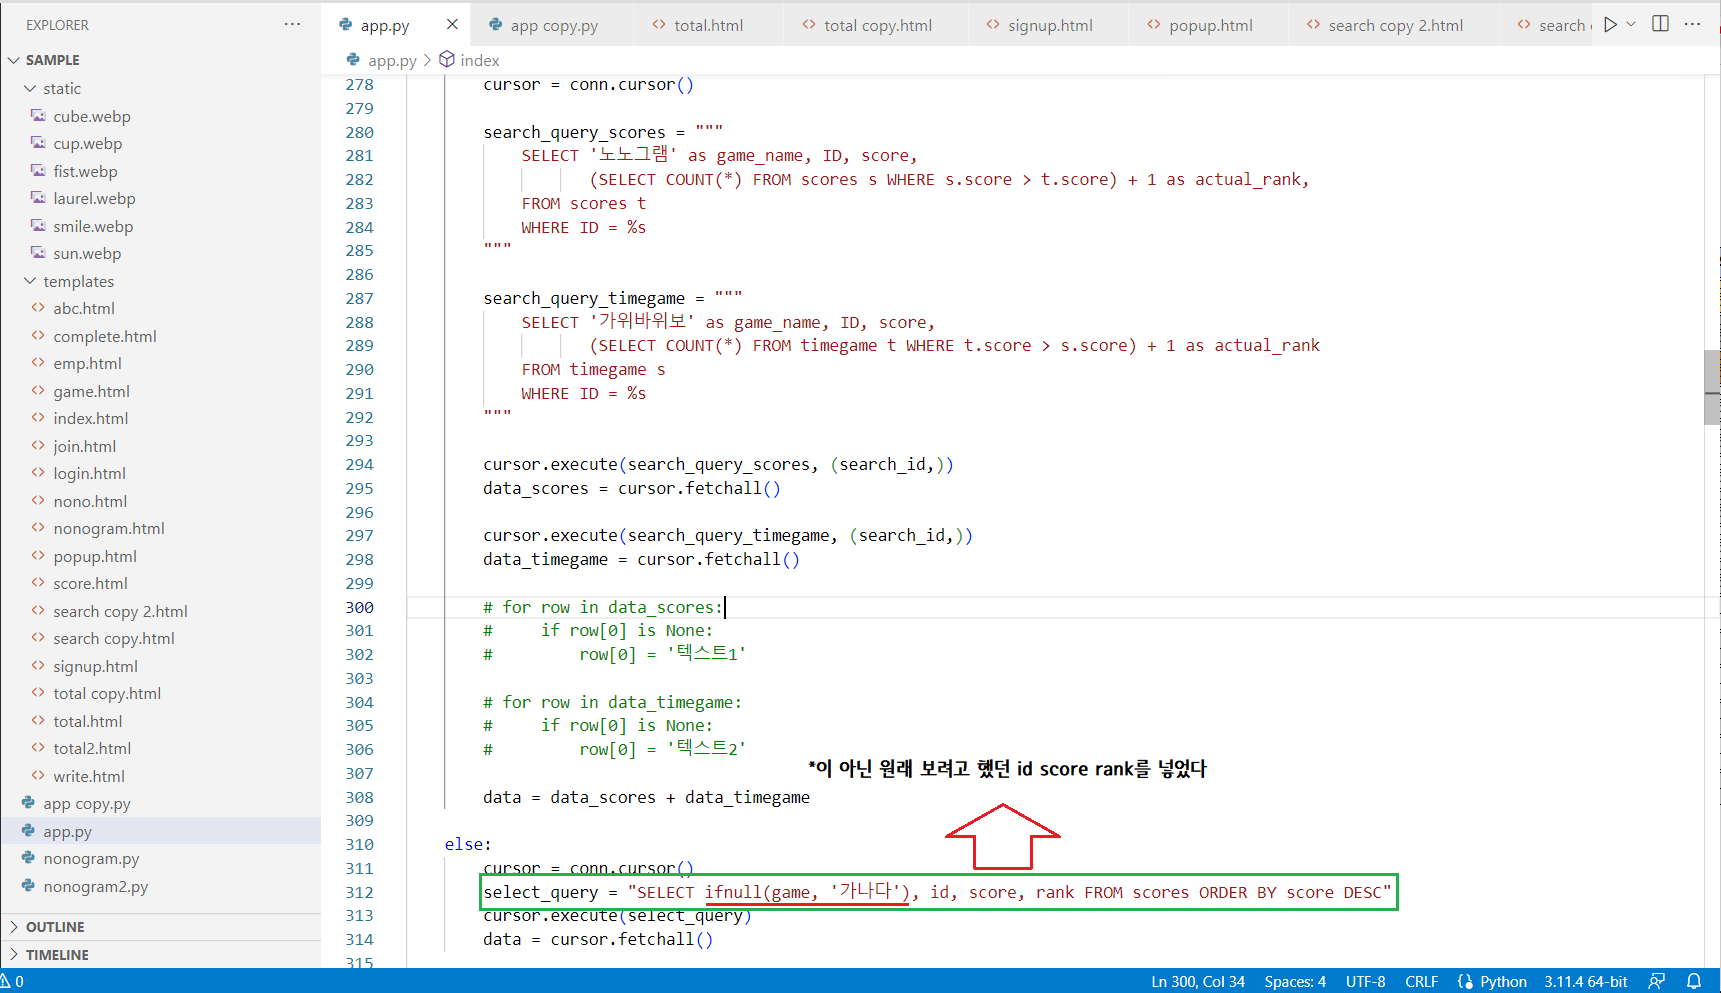 EXPLORER
SAMPLE
static
cube.webp
cup.webp
fist.webp
laurel.webp
smile.webp
sun.webp
templates
abc.html
complete.html
emp.html
game.html
index.html
join.html
login.html
nono.html
nonogram.html
popup.html
score.html
search copy 2.html
search copy.html
signup.html
total copy.html
total.html
total2.html
write.html
app copy.py
app.py
nonogram.py
nonogram2.py
OUTLINE
TIMELINE
app.py app copy.py total.html total copy.html signup.html popup.html search copy 2.html search
app.py > index
278 cursor = conn.cursor()
279
280 search_query_scores = """
281 SELECT '노노그램' as game_name, ID, score,
282 (SELECT COUNT(*) FROM scores s WHERE s.score > t.score) + 1 as actual_rank,
283 FROM scores t
284 WHERE ID = %s
285 """
286
287 search_query_timegame = """
288 SELECT '가위바위보' as game_name, ID, score,
289 (SELECT COUNT(*) FROM timegame t WHERE t.score > s.score) + 1 as actual_rank
290 FROM timegame s
291 WHERE ID = %s
292 """
293
294 cursor.execute(search_query_scores, (search_id,))
295 data_scores = cursor.fetchall()
296
297 cursor.execute(search_query_timegame, (search_id,))
298 data_timegame = cursor.fetchall()
299
300 # for row in data_scores:
301 #     if row[0] is None:
302 #         row[0] = '텍스트1'
303
304 # for row in data_timegame:
305 #     if row[0] is None:
306 #         row[0] = '텍스트2'
307
*이 아닌 원래 보려고 했던 id score rank를 넣었다
308 data = data_scores + data_timegame
309
310 else:
311 cursor = conn.cursor()
312 select_query = "SELECT ifnull(game, '가나다'), id, score, rank FROM scores ORDER BY score DESC"
313 cursor.execute(select_query)
314 data = cursor.fetchall()
315
0 Ln 300, Col 34 Spaces: 4 UTF-8 CRLF Python 3.11.4 64-bit